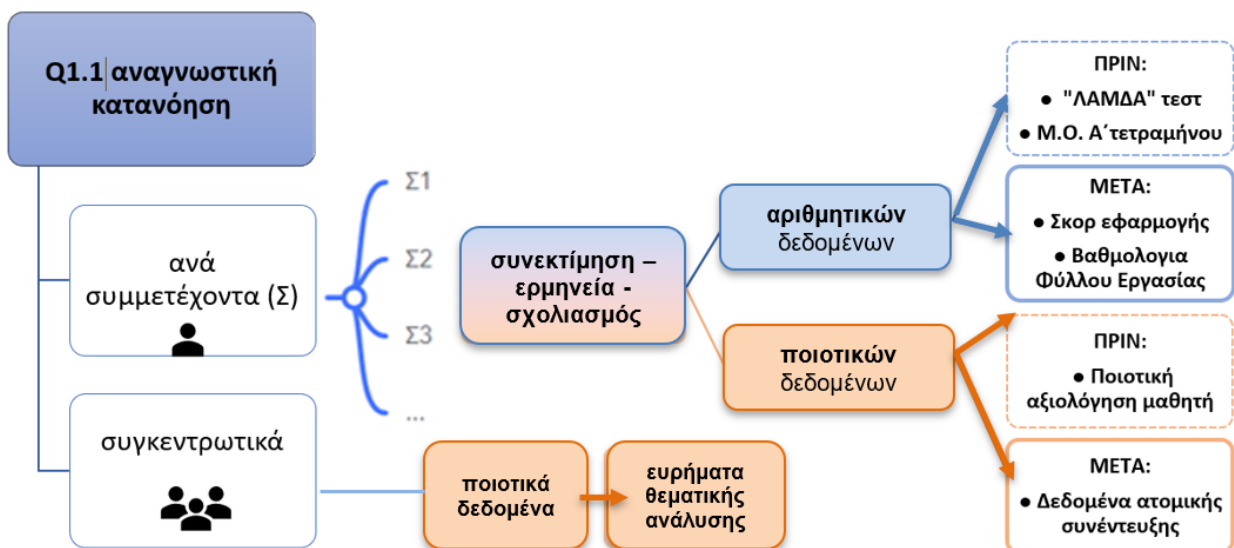 Q1.1 αναγνωστική
κατανόηση
ανά
συμμετέχοντα (Σ)
Σ1
Σ2
Σ3
...
συνεκτίμηση –
ερμηνεία -
σχολιασμός
αριθμητικών
δεδομένων
ΠΡΙΝ:
● "ΛΑΜΔΑ" τεστ
● Μ.Ο. Α΄τετραμήνου
ΜΕΤΑ:
● Σκορ εφαρμογής
● Βαθμολογια
Φύλλου Εργασίας
ποιοτικών
δεδομένων
ΠΡΙΝ:
● Ποιοτική
αξιολόγηση μαθητή
ΜΕΤΑ:
● Δεδομένα ατομικής
συνέντευξης
συγκεντρωτικά
ποιοτικά
δεδομένα
ευρήματα
θεματικής
ανάλυσης